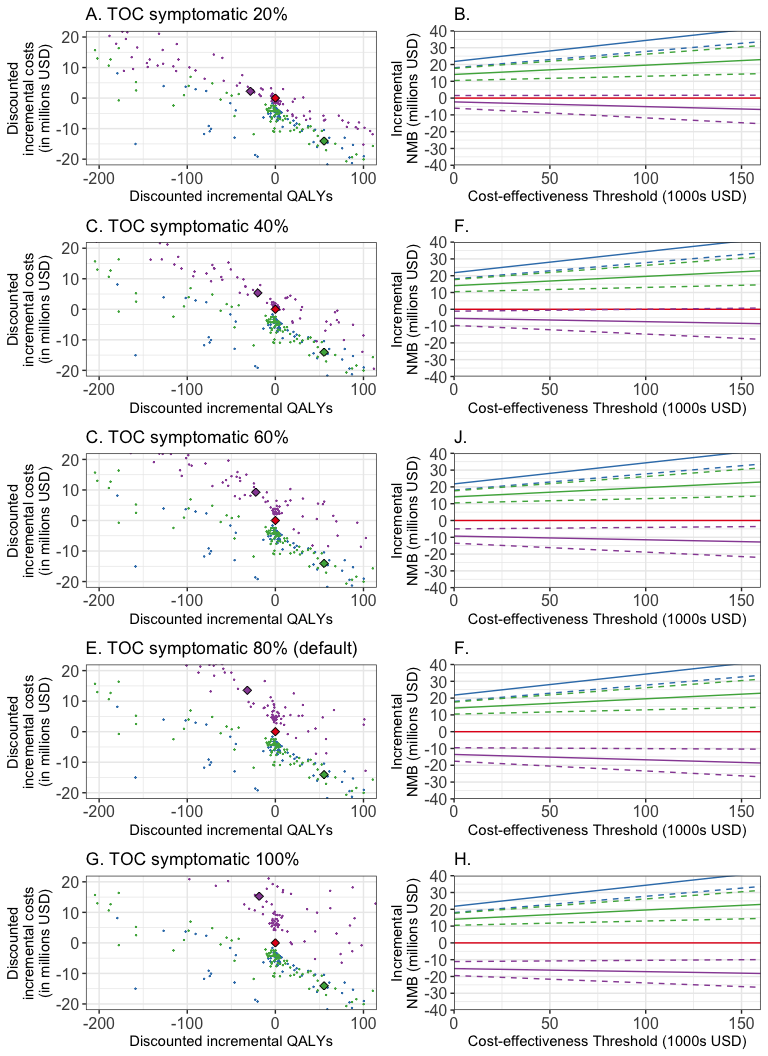 A. TOC symptomatic 20%
Discounted
incremental costs
(in millions USD)
20
10
0
-10
-20
-200
-100
0
100
Discounted incremental QALYs
B.
Incremental
NMB (millions USD)
40
30
20
10
0
-10
-20
-30
-40
0
50
100
150
Cost-effectiveness Threshold (1000s USD)
C. TOC symptomatic 40%
Discounted
incremental costs
(in millions USD)
20
10
0
-10
-20
-200
-100
0
100
Discounted incremental QALYs
F.
Incremental
NMB (millions USD)
40
30
20
10
0
-10
-20
-30
-40
0
50
100
150
Cost-effectiveness Threshold (1000s USD)
C. TOC symptomatic 60%
Discounted
incremental costs
(in millions USD)
20
10
0
-10
-20
-200
-100
0
100
Discounted incremental QALYs
J.
Incremental
NMB (millions USD)
40
30
20
10
0
-10
-20
-30
-40
0
50
100
150
Cost-effectiveness Threshold (1000s USD)
E. TOC symptomatic 80% (default)
Discounted
incremental costs
(in millions USD)
20
10
0
-10
-20
-200
-100
0
100
Discounted incremental QALYs
F.
Incremental
NMB (millions USD)
40
30
20
10
0
-10
-20
-30
-40
0
50
100
150
Cost-effectiveness Threshold (1000s USD)
G. TOC symptomatic 100%
Discounted
incremental costs
(in millions USD)
20
10
0
-10
-20
-200
-100
0
100
Discounted incremental QALYs
H.
Incremental
NMB (millions USD)
40
30
20
10
0
-10
-20
-30
-40
0
50
100
150
Cost-effectiveness Threshold (1000s USD)